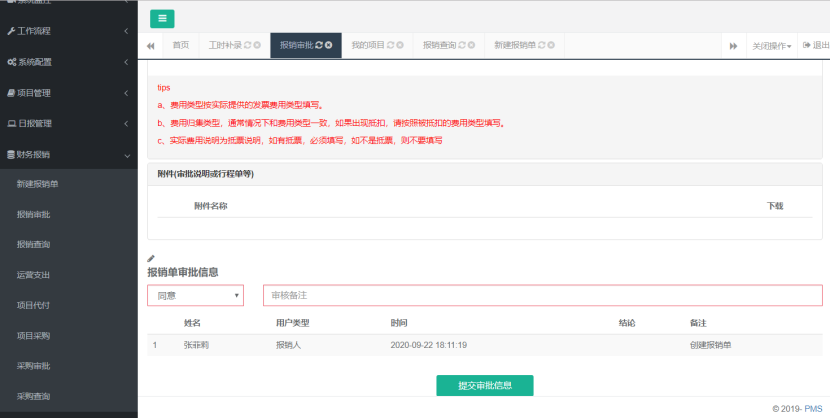 工作流程
系统配置
项目管理
日报管理
财务报销
新建报销单
报销审批
报销查询
运营支出
项目代付
项目采购
采购审批
采购查询
首页 工时补录 报销审批 我的项目 报销查询 新建报销单 关闭操作 退出
tips
a、费用类型按实际提供的发票费用类型填写。
b、费用归集类型，通常情况下和费用类型一致，如果出现抵扣，请按照被抵扣的费用类型填写。
c、实际费用说明为抵票说明，如有抵票，必须填写，如不是抵票，则不要填写
附件(审批说明或行程单等)
附件名称 下载
报销单审批信息
同意 审核备注
姓名 用户类型 时间 结论 备注
1 张菲莉 报销人 2020-09-22 18:11:19 创建报销单
提交审批信息
© 2019- PMS